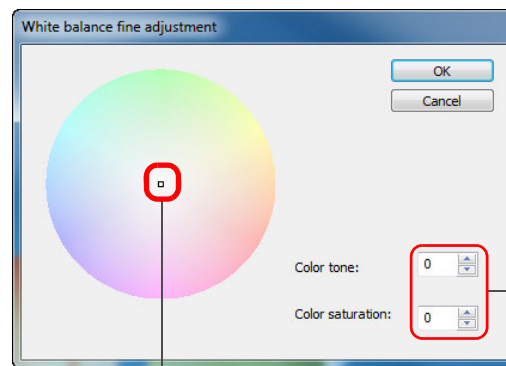 White balance fine adjustment
OK
Cancel
Color tone: 0
Color saturation: 0